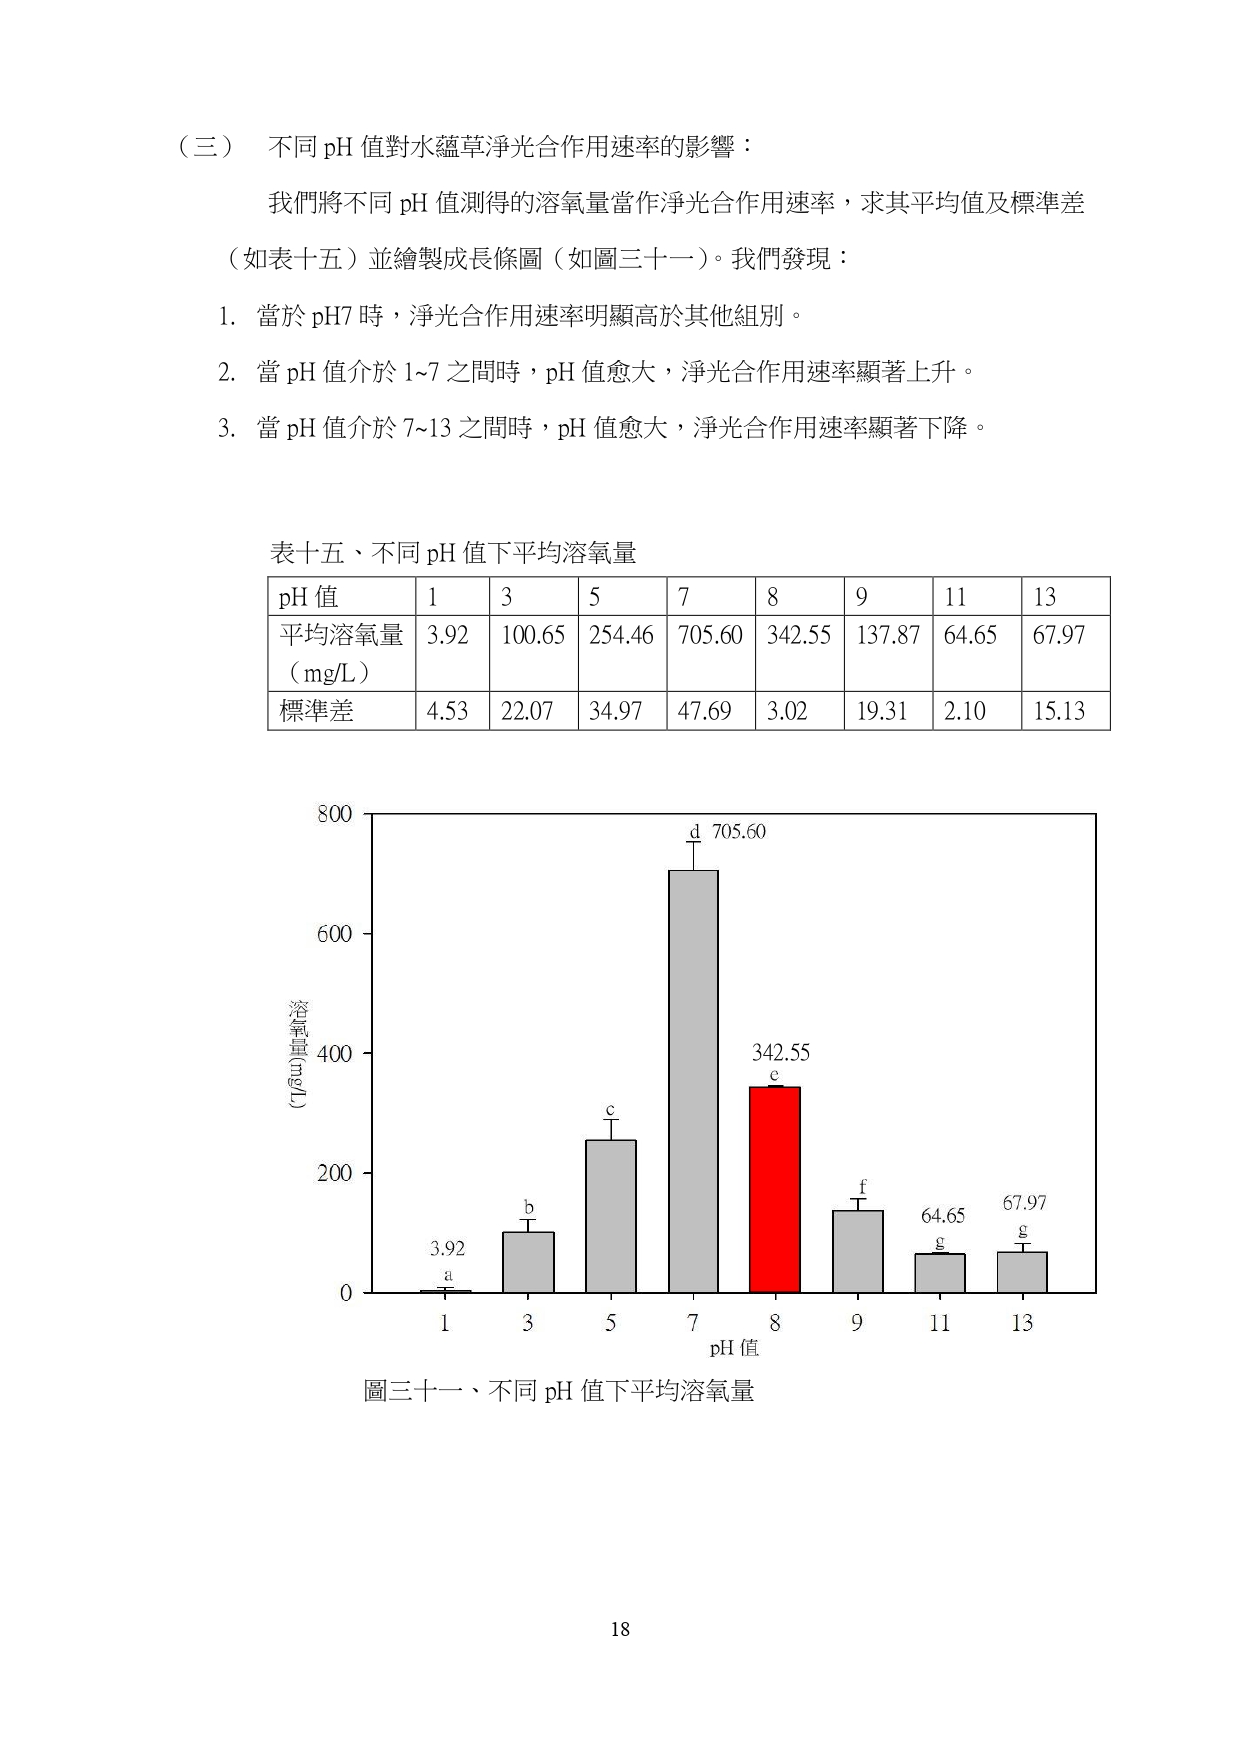 （三） 不同 pH 值對水蘊草淨光合作用速率的影響：
我們將不同 pH 值測得的溶氧量當作淨光合作用速率，求其平均值及標準差
（如表十五）並繪製成長條圖（如圖三十一）。我們發現：
1. 當於 pH7 時，淨光合作用速率明顯高於其他組別。
2. 當 pH 值介於 1~7 之間時，pH 值愈大，淨光合作用速率顯著上升。
3. 當 pH 值介於 7~13 之間時，pH 值愈大，淨光合作用速率顯著下降。
表十五、不同 pH 值下平均溶氧量
pH 值 1 3 5 7 8 9 11 13
平均溶氧量 3.92 100.65 254.46 705.60 342.55 137.87 64.65 67.97
（mg/L）
標準差 4.53 22.07 34.97 47.69 3.02 19.31 2.10 15.13
800
d 705.60
600
溶氧量(mg/L)
400
342.55
e
c
200
f
b
67.97
64.65
g
g
3.92
a
0
1 3 5 7 8 9 11 13
pH 值
圖三十一、不同 pH 值下平均溶氧量
18